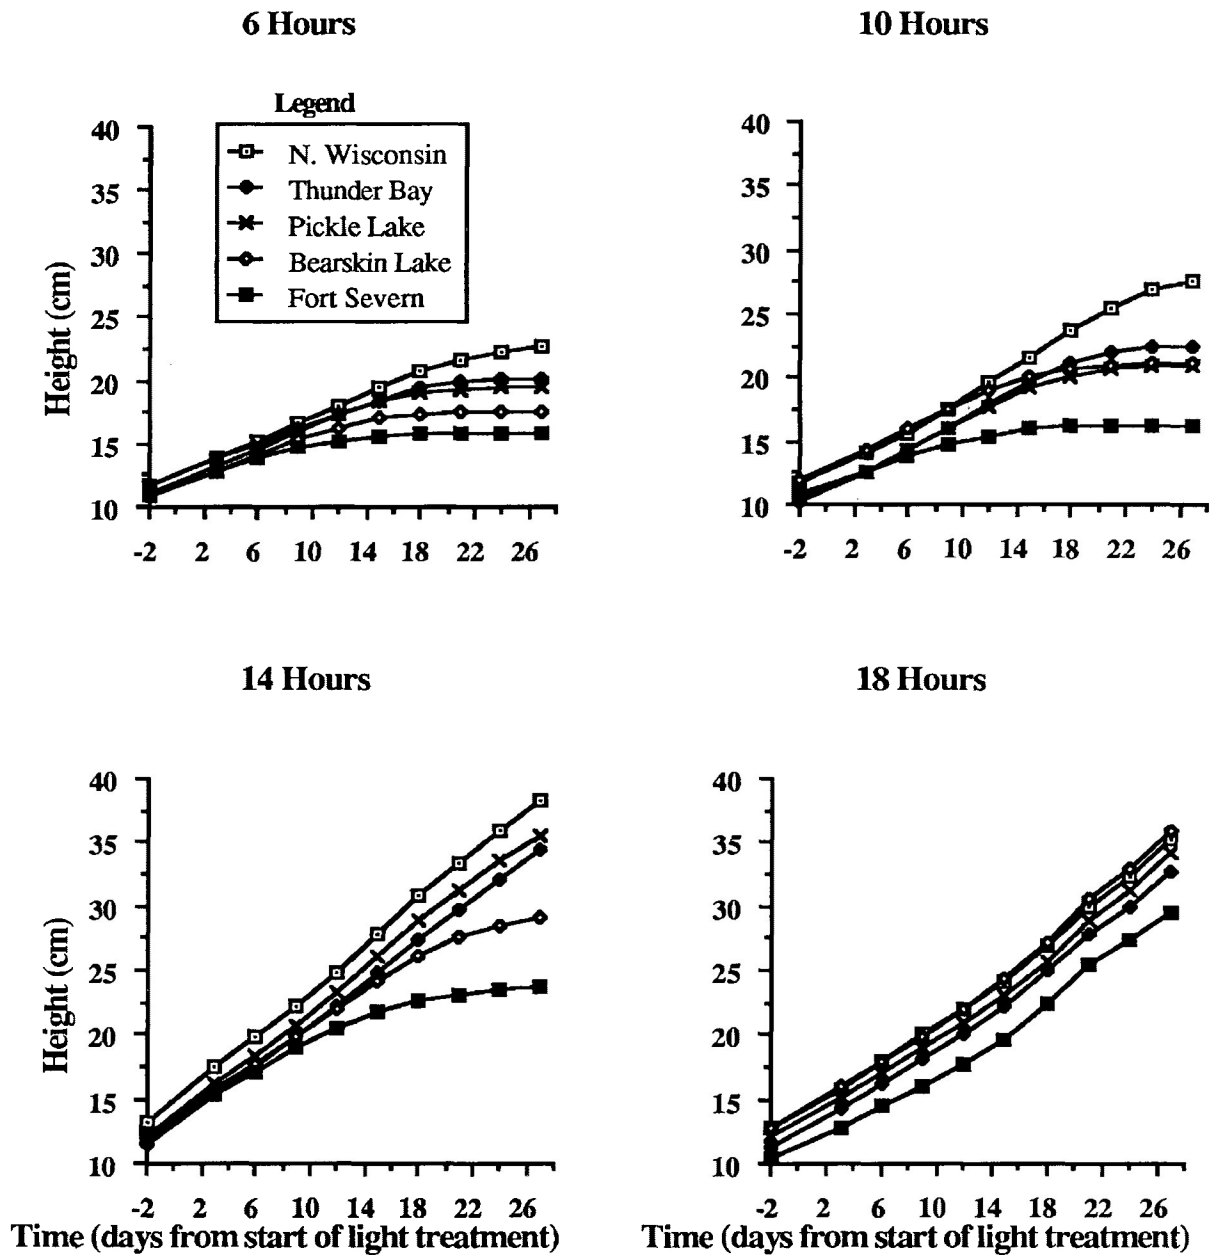 6 Hours
10 Hours
Legend
N. Wisconsin
Thunder Bay
Pickle Lake
Bearskin Lake
Fort Severn
Height (cm)
40
35
30
25
20
15
10
-2 2 6 10 14 18 22 26
40
35
30
25
20
15
10
-2 2 6 10 14 18 22 26
14 Hours
18 Hours
Height (cm)
40
35
30
25
20
15
10
-2 2 6 10 14 18 22 26
Time (days from start of light treatment)
40
35
30
25
20
15
10
-2 2 6 10 14 18 22 26
Time (days from start of light treatment)